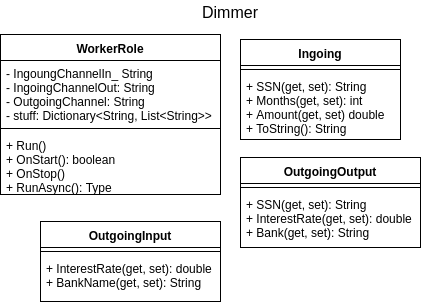 Dimmer
WorkerRole
- IngoungChannelIn_ String
- IngoingChannelOut: String
- OutgoingChannel: String
- stuff: Dictionary<String, List<String>>
+ Run()
+ OnStart(): boolean
+ OnStop()
+ RunAsync(): Type
Ingoing
+ SSN(get, set): String
+ Months(get, set): int
+ Amount(get, set) double
+ ToString(): String
OutgoingOutput
+ SSN(get, set): String
+ InterestRate(get, set): double
+ Bank(get, set): String
OutgoingInput
+ InterestRate(get, set): double
+ BankName(get, set): String